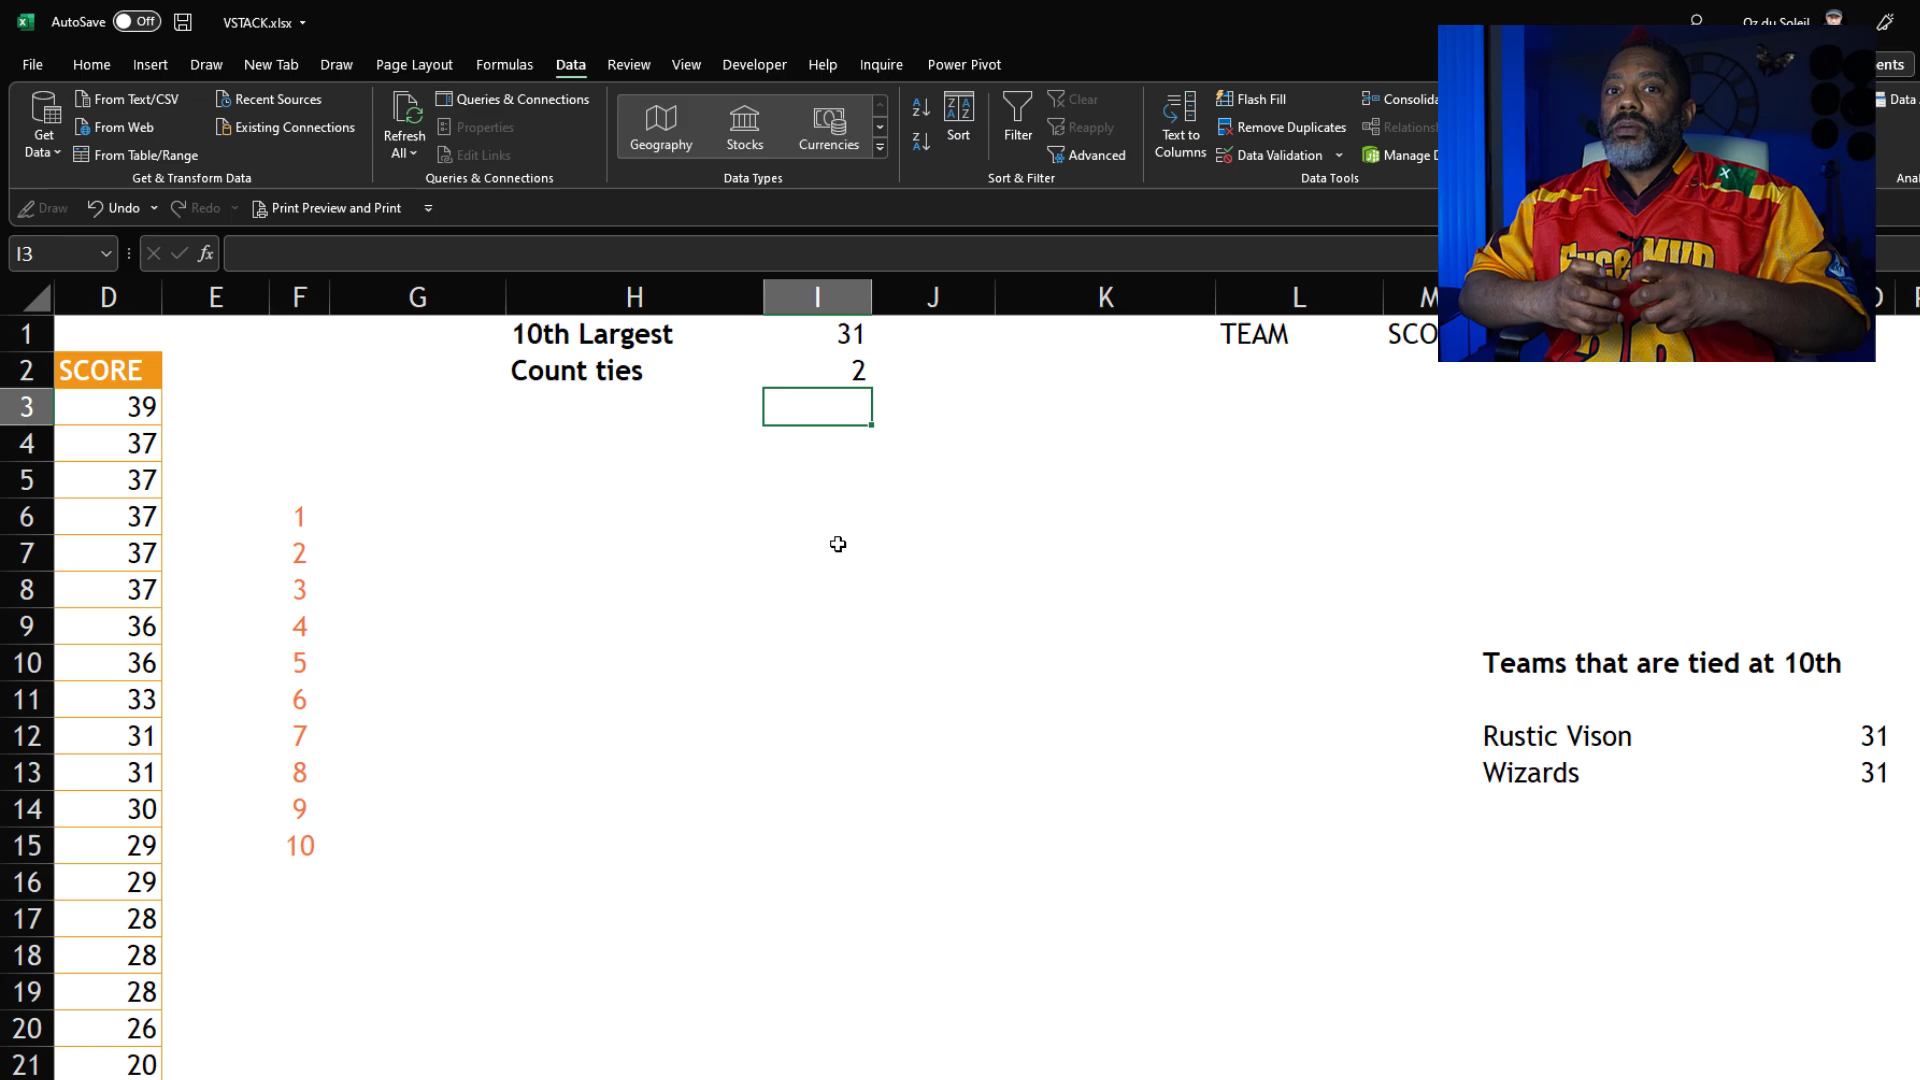 AutoSave Off VSTACK.xlsx Oz du Soleil
File Home Insert Draw New Tab Draw Page Layout Formulas Data Review View Developer Help Inquire Power Pivot
Get Data
From Text/CSV
From Web
From Table/Range
Recent Sources
Existing Connections
Get & Transform Data
Refresh All
Queries & Connections
Properties
Edit Links
Queries & Connections
Geography Stocks Currencies
Data Types
Sort
Filter
Clear
Reapply
Advanced
Sort & Filter
Text to Columns
Flash Fill
Remove Duplicates
Data Validation
Data Tools
Draw Undo Redo Print Preview and Print
I3 fx
D E F G H I J K L
1 10th Largest 31 TEAM
2 SCORE Count ties 2
3 39
4 37
5 37
6 37 1
7 37 2
8 37 3
9 36 4
10 36 5 Teams that are tied at 10th
11 33 6
12 31 7 Rustic Vison 31
13 31 8 Wizards 31
14 30 9
15 29 10
16 29
17 28
18 28
19 28
20 26
21 20